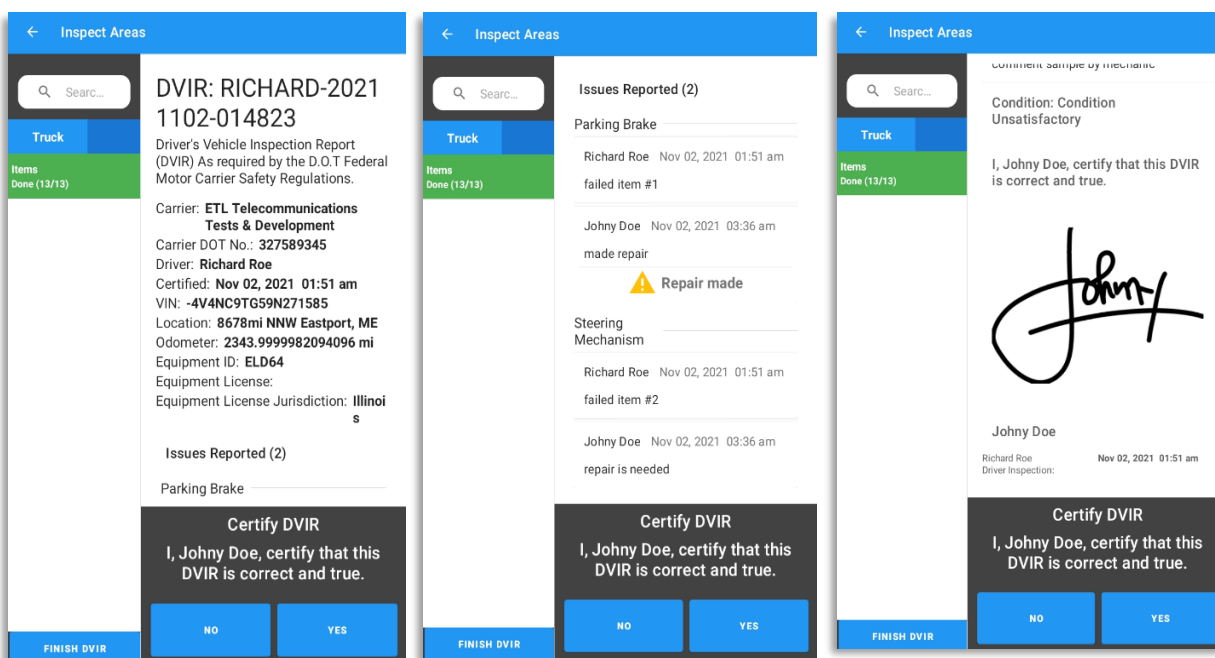 ← Inspect Areas
Searc...
Truck
Items
Done (13/13)
DVIR: RICHARD-2021
1102-014823
Driver's Vehicle Inspection Report
(DVIR) As required by the D.O.T Federal
Motor Carrier Safety Regulations.
Carrier: ETL Telecommunications
Tests & Development
Carrier DOT No.: 327589345
Driver: Richard Roe
Certified: Nov 02, 2021 01:51 am
VIN: -4V4NC9TG59N271585
Location: 8678mi NNW Eastport, ME
Odometer: 2343.9999982094096 mi
Equipment ID: ELD64
Equipment License:
Equipment License Jurisdiction: Illinoi
s
Issues Reported (2)
Parking Brake
Certify DVIR
I, Johny Doe, certify that this
DVIR is correct and true.
NO YES
FINISH DVIR
← Inspect Areas
Searc...
Truck
Items
Done (13/13)
Issues Reported (2)
Parking Brake
Richard Roe Nov 02, 2021 01:51 am
failed item #1
Johny Doe Nov 02, 2021 03:36 am
made repair
Repair made
Steering
Mechanism
Richard Roe Nov 02, 2021 01:51 am
failed item #2
Johny Doe Nov 02, 2021 03:36 am
repair is needed
Certify DVIR
I, Johny Doe, certify that this
DVIR is correct and true.
NO YES
FINISH DVIR
← Inspect Areas
Searc...
Truck
Items
Done (13/13)
comment sample by mechanic
Condition: Condition
Unsatisfactory
I, Johny Doe, certify that this DVIR
is correct and true.
Johny
Johny Doe
Richard Roe Nov 02, 2021 01:51 am
Driver Inspection:
Certify DVIR
I, Johny Doe, certify that this
DVIR is correct and true.
NO YES
FINISH DVIR